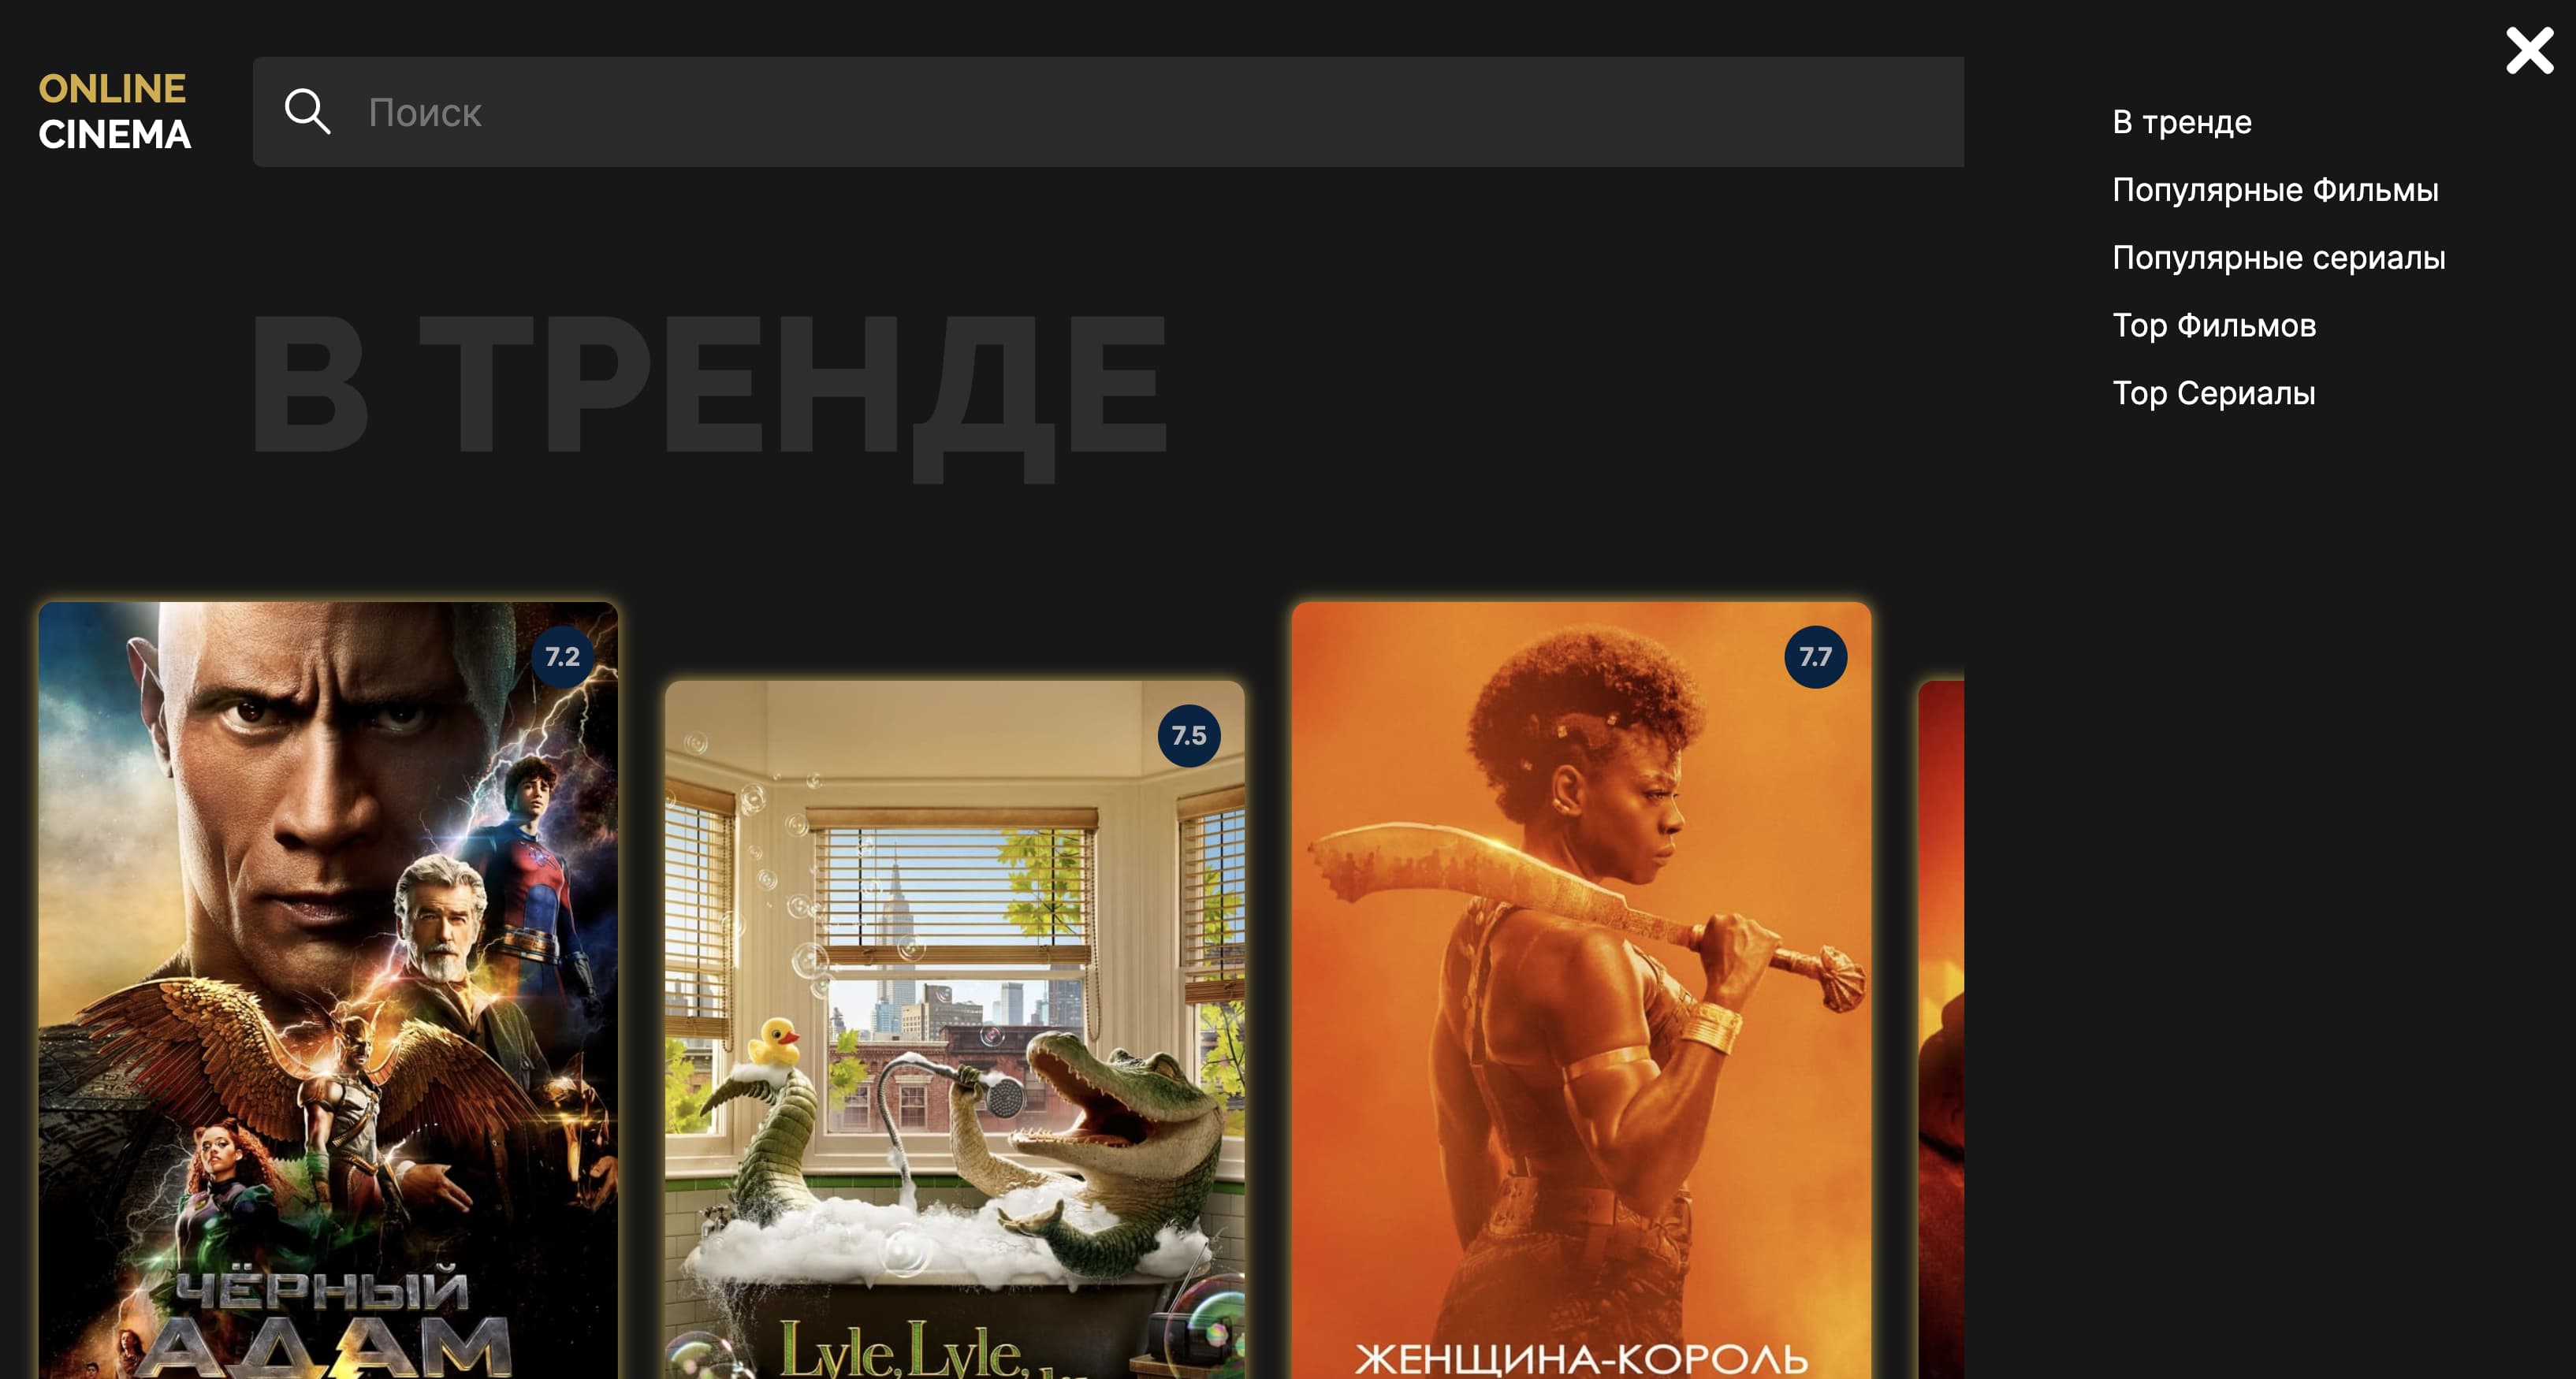 ONLINE
CINEMA
Поиск
В тренде
Популярные Фильмы
Популярные сериалы
Top Фильмов
Top Сериалы
В ТРЕНДЕ
7.2
7.5
7.7
ЧЁРНЫЙ
АДАМ
Lyle, Lyle,
ЖЕНЩИНА-КОРОЛЬ